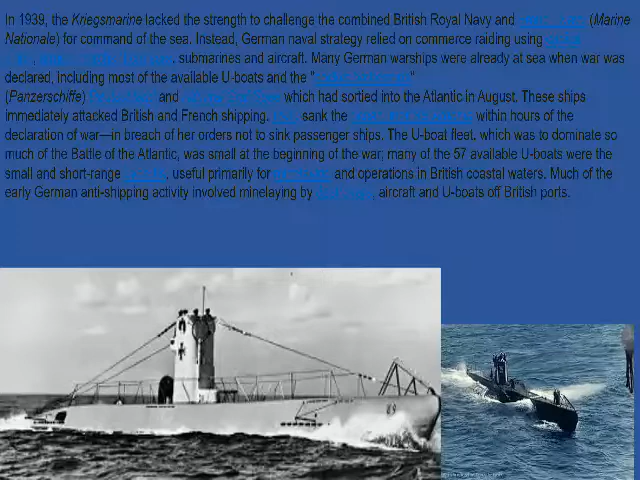 In 1939, the Kriegsmarine lacked the strength to challenge the combined British Royal Navy and (Marine
Nationale) for command of the sea. Instead, German naval strategy relied on commerce raiding using
, submarines and aircraft. Many German warships were already at sea when war was
declared, including most of the available U-boats and the "
(Panzerschiffe) and which had sortied into the Atlantic in August. These ships
immediately attacked British and French shipping. sank the within hours of the
declaration of war—in breach of her orders not to sink passenger ships. The U-boat fleet, which was to dominate so
much of the Battle of the Atlantic, was small at the beginning of the war; many of the 57 available U-boats were the
small and short-range , useful primarily for and operations in British coastal waters. Much of the
early German anti-shipping activity involved minelaying by , aircraft and U-boats off British ports.